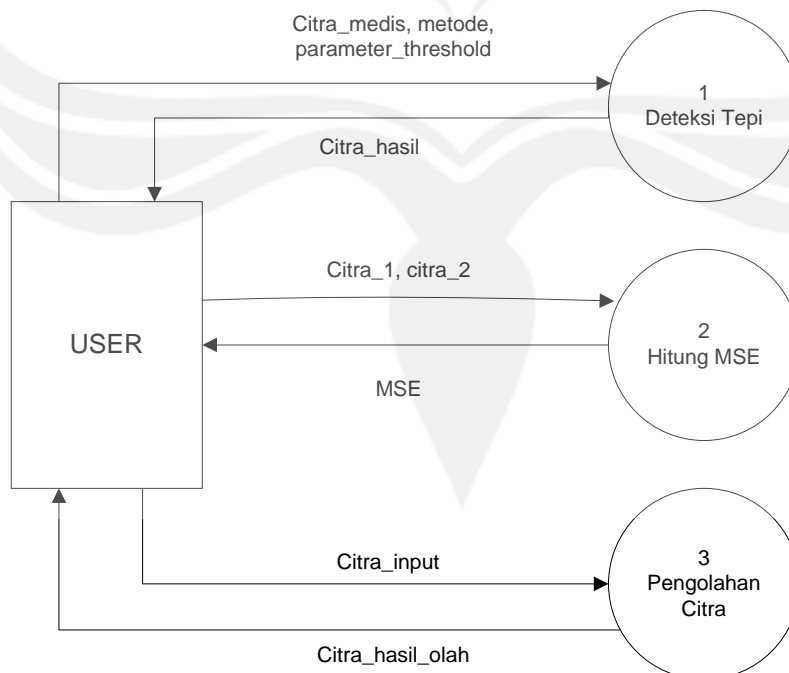 Citra_medis, metode,
parameter_threshold
1
Deteksi Tepi
Citra_hasil
Citra_1, citra_2
USER
2
Hitung MSE
MSE
Citra_input
3
Pengolahan
Citra
Citra_hasil_olah